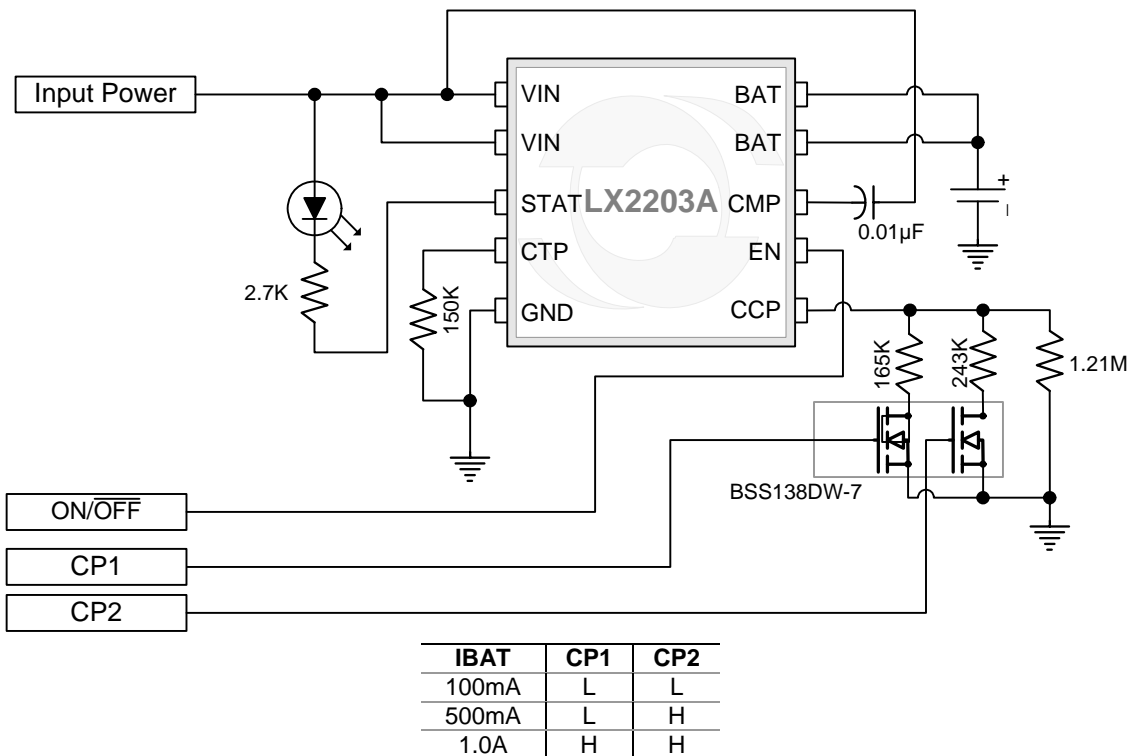 Input Power
VIN
VIN
STAT
CTP
GND
LX2203A
BAT
BAT
CMP
EN
CCP
0.01µF
+
2.7K
150K
165K
243K
1.21M
BSS138DW-7
ON/OFF
CP1
CP2
IBAT CP1 CP2
100mA L L
500mA L H
1.0A H H